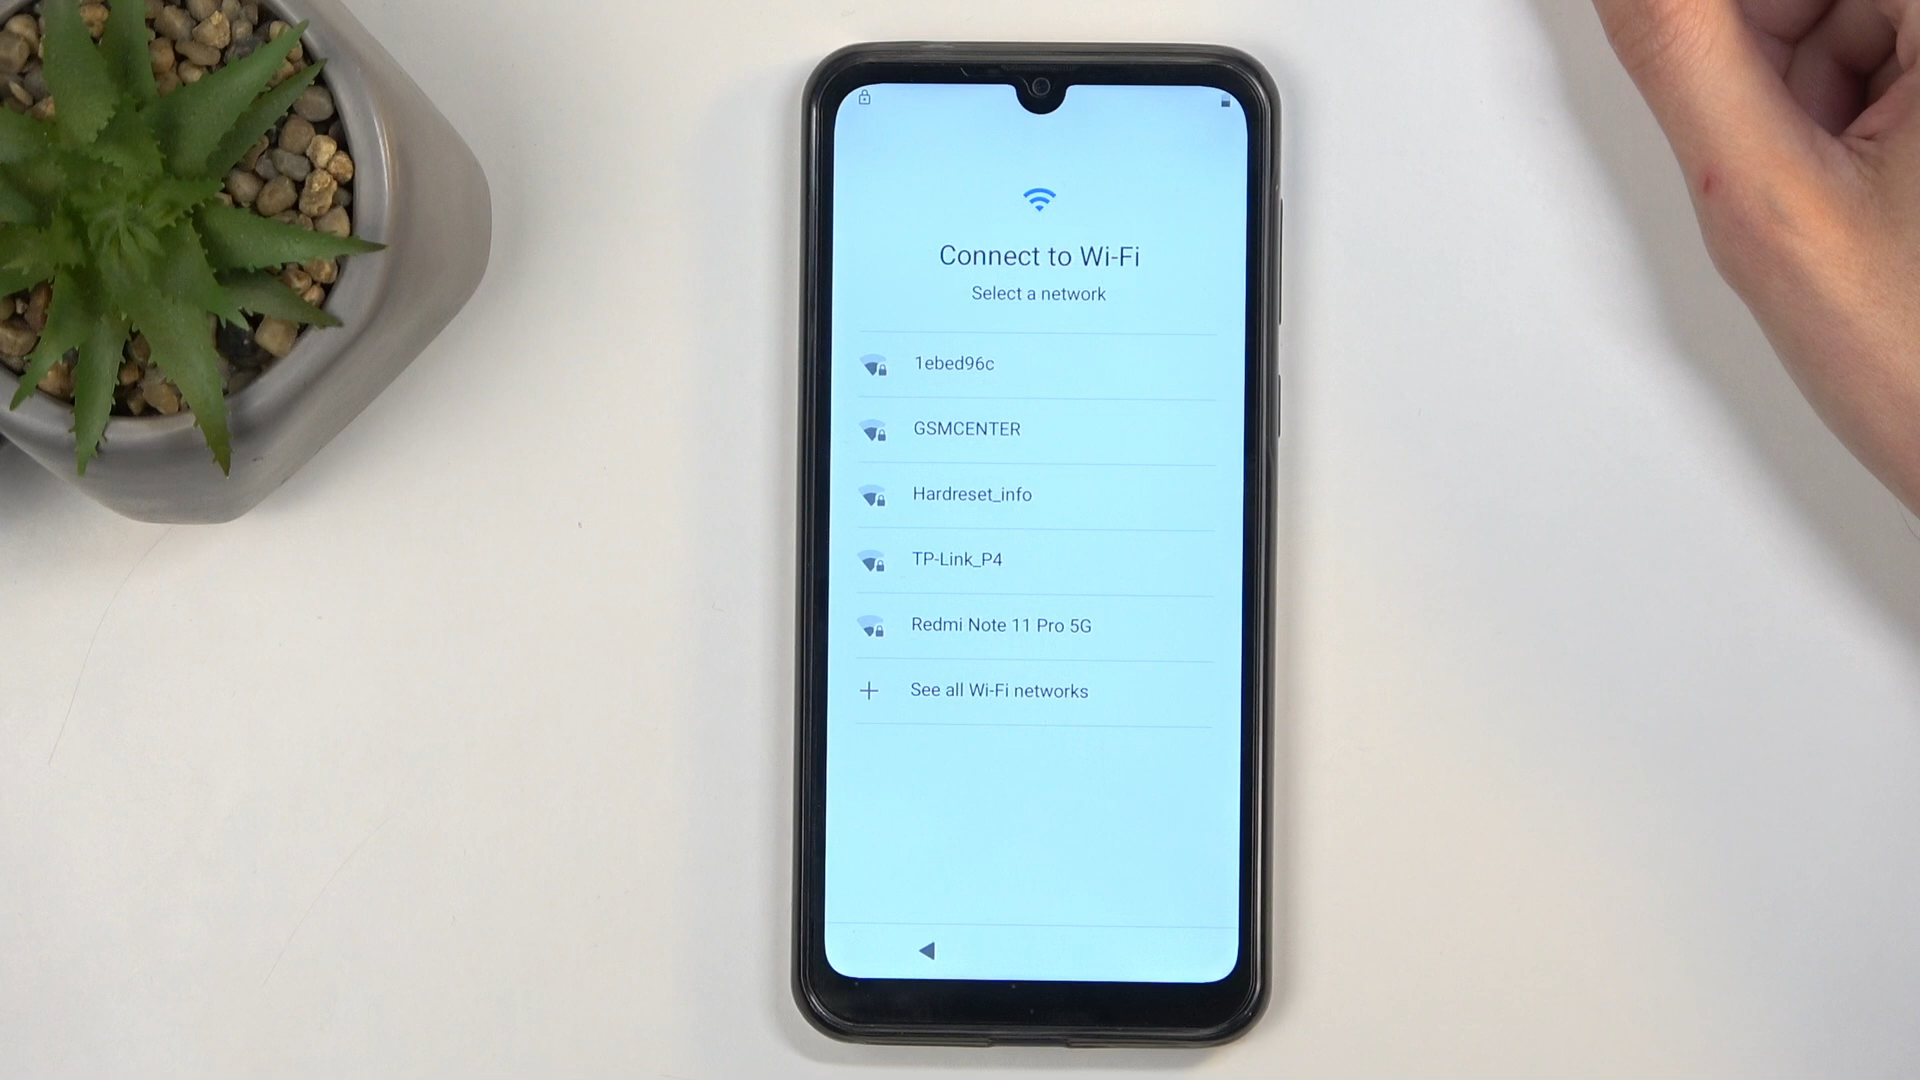 Connect to Wi-Fi
Select a network
1ebed96c
GSMCENTER
Hardreset_info
TP-Link_P4
Redmi Note 11 Pro 5G
See all Wi-Fi networks